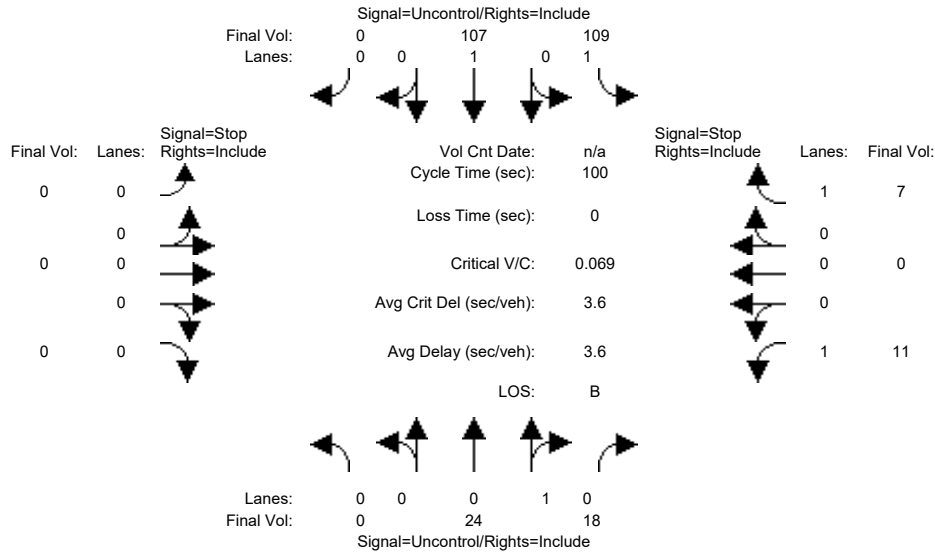 Signal=Uncontrol/Rights=Include
Final Vol: 0 107 109
Lanes: 0 0 1 0 1
Signal=Stop
Final Vol: Lanes: Rights=Include
Vol Cnt Date: n/a
Signal=Stop
Rights=Include Lanes: Final Vol:
Cycle Time (sec): 100
0 0
1 7
Loss Time (sec): 0
0
0
0 0
Critical V/C: 0.069
0 0
0
Avg Crit Del (sec/veh): 3.6
0
0 0
Avg Delay (sec/veh): 3.6
1 11
LOS: B
Lanes: 0 0 0 1 0
Final Vol: 0 24 18
Signal=Uncontrol/Rights=Include